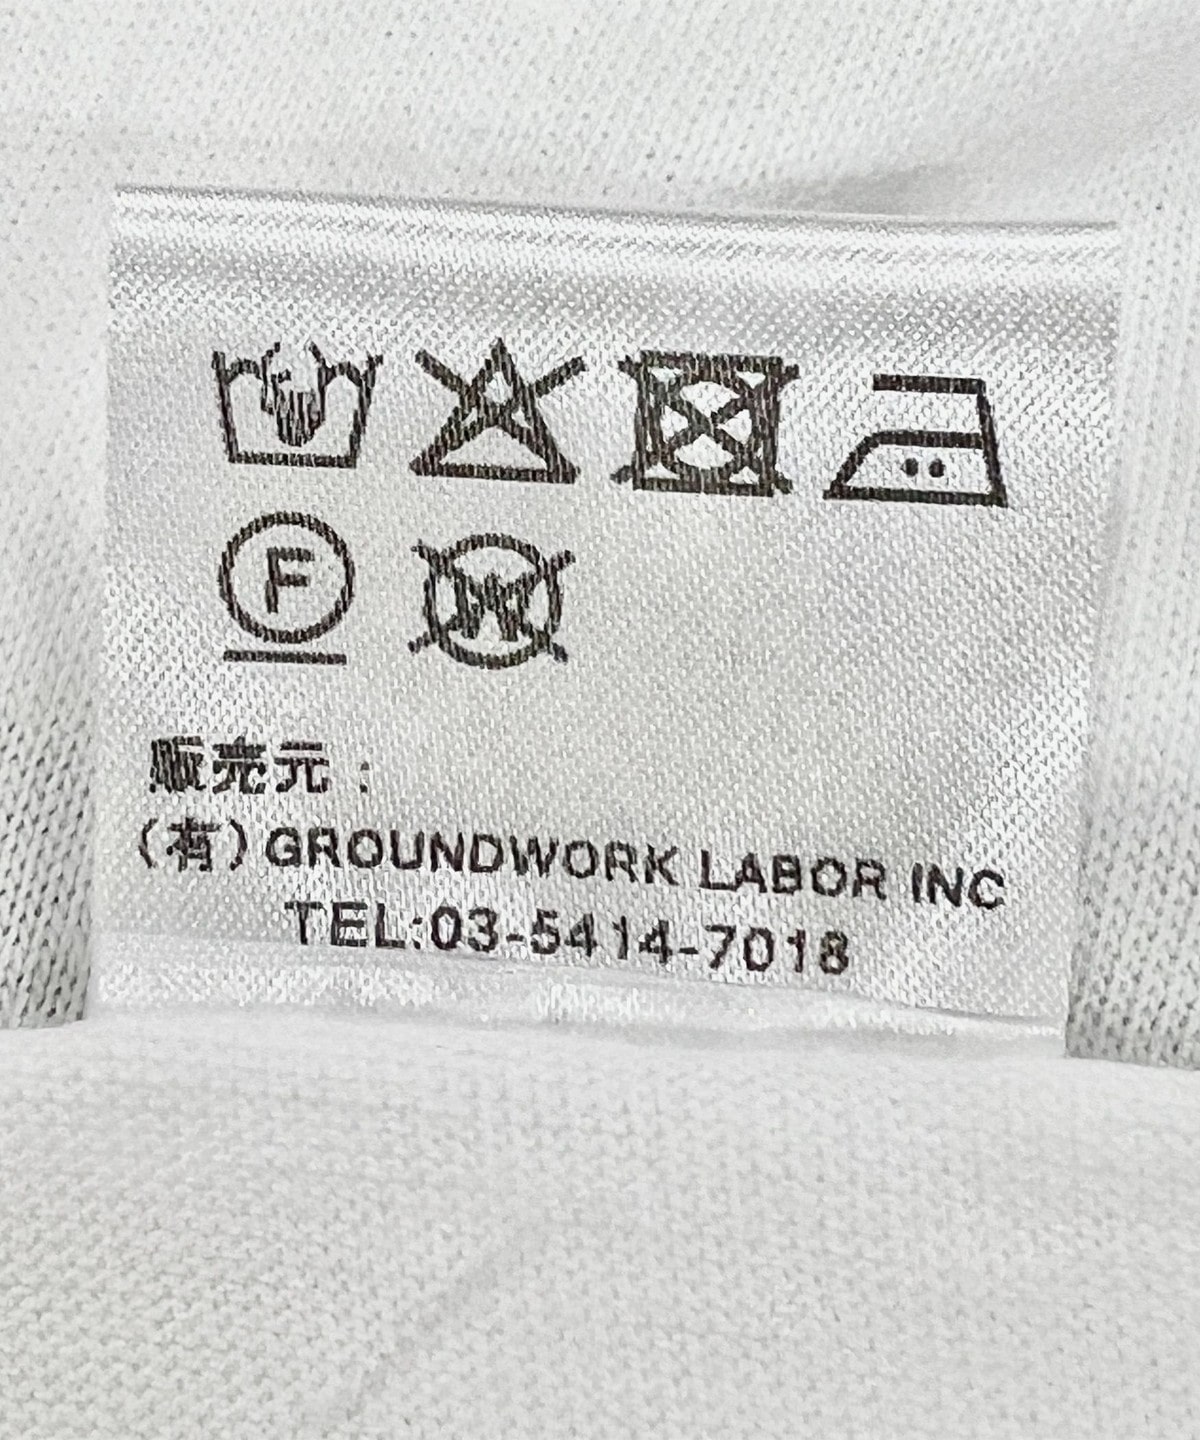 F W
販売元:
(有)GROUNDWORK LABOR INC
TEL:03-5414-7018